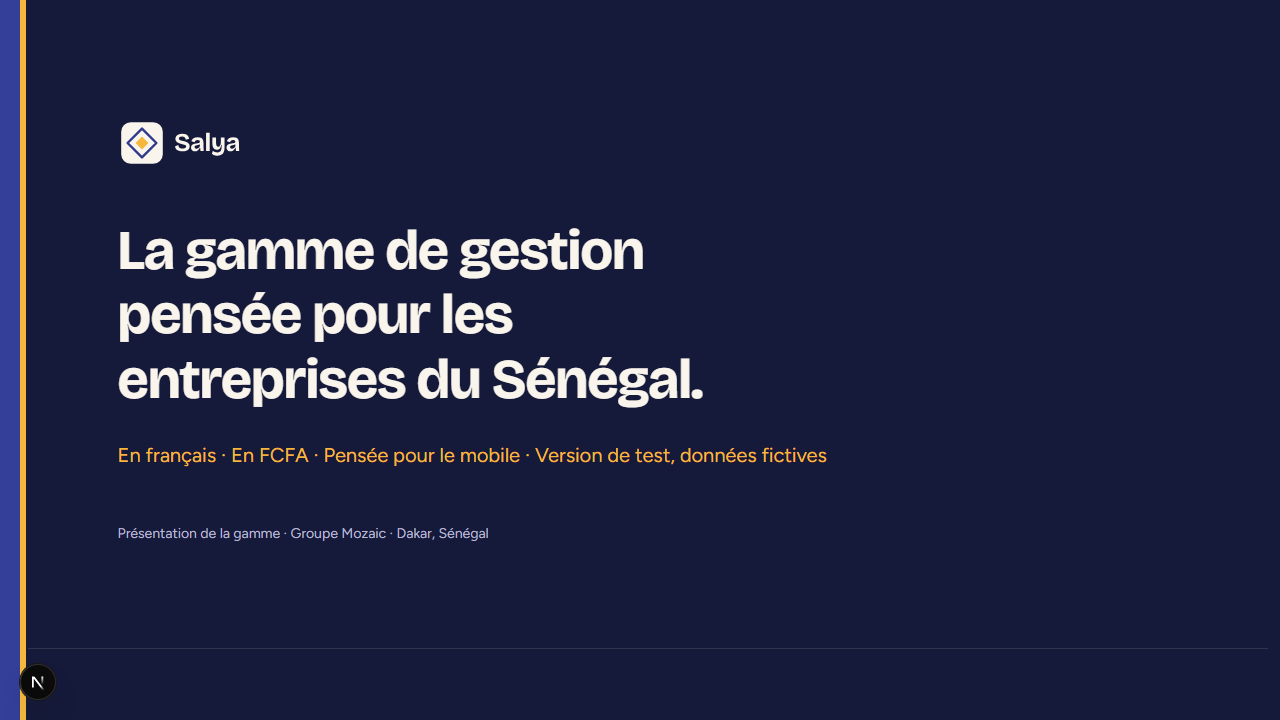 Salya
La gamme de gestion
pensée pour les
entreprises du Sénégal.
En français · En FCFA · Pensée pour le mobile · Version de test, données fictives
Présentation de la gamme · Groupe Mozaic · Dakar, Sénégal
N